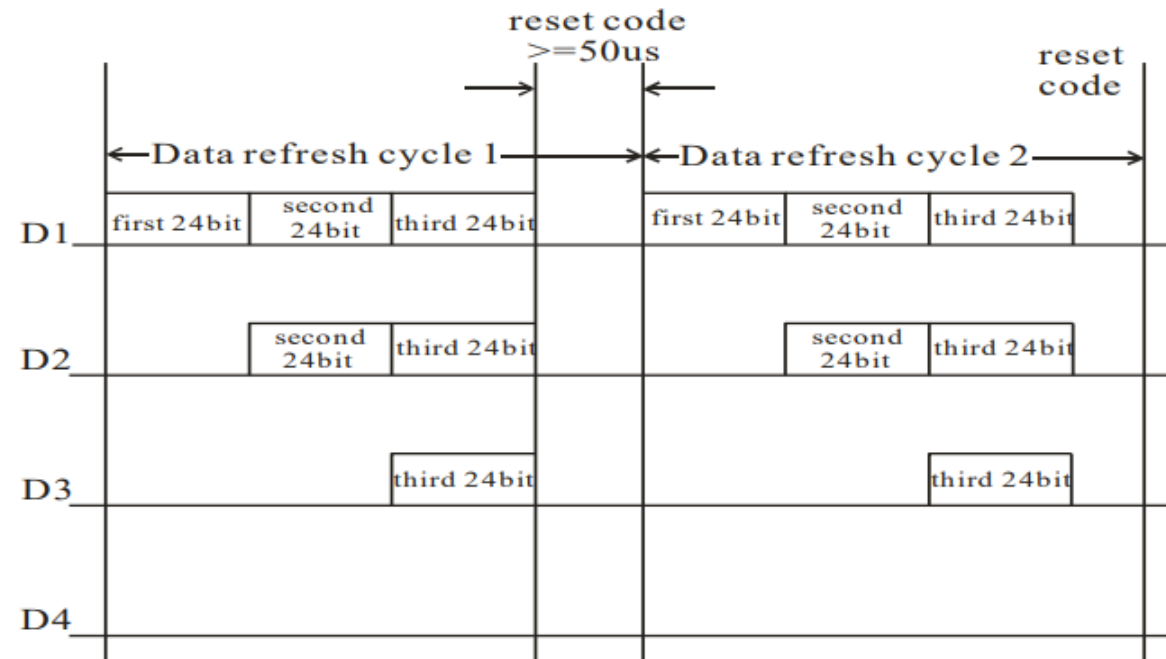 reset code
>=50us
reset
code
Data refresh cycle 1
Data refresh cycle 2
D1
first 24bit
second
24bit
third 24bit
first 24bit
second
24bit
third 24bit
D2
second
24bit
third 24bit
second
24bit
third 24bit
D3
third 24bit
third 24bit
D4